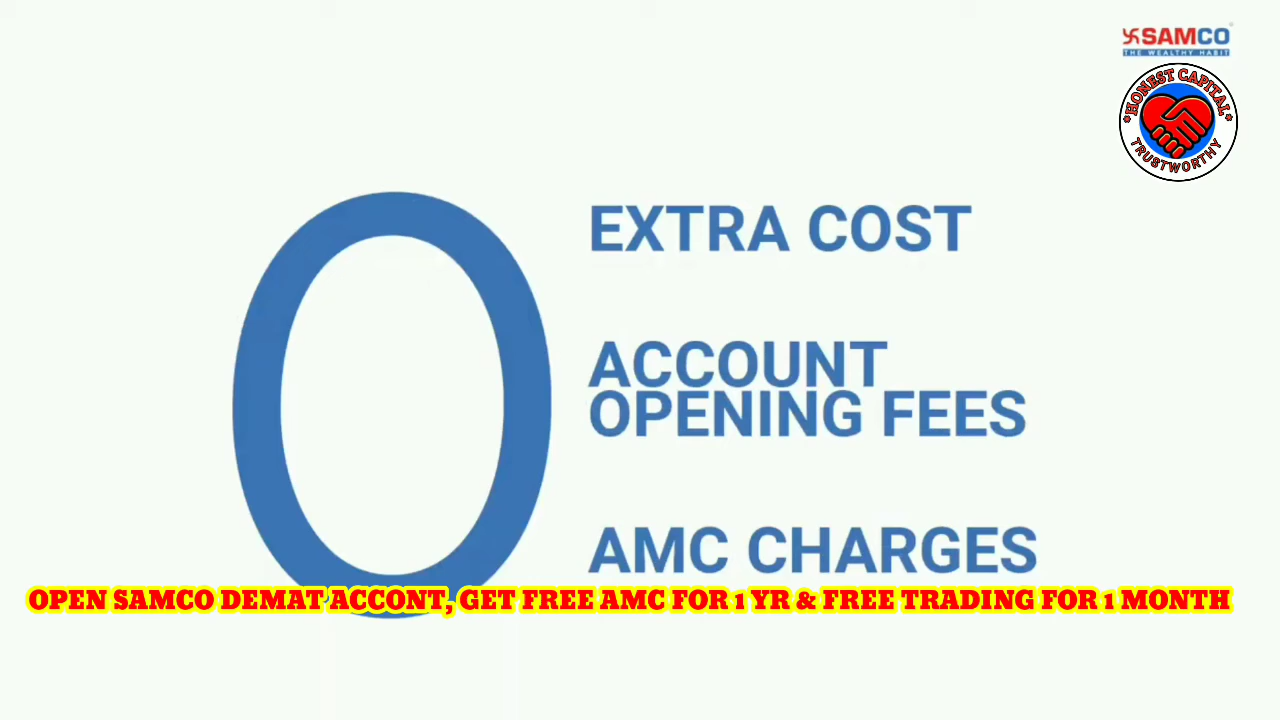 SAMCO
THE WEALTHY HABIT
*HONEST CAPITAL*
TRUSTWORTHY
0
EXTRA COST
ACCOUNT
OPENING FEES
AMC CHARGES
OPEN SAMCO DEMAT ACCONT, GET FREE AMC FOR 1 YR & FREE TRADING FOR 1 MONTH